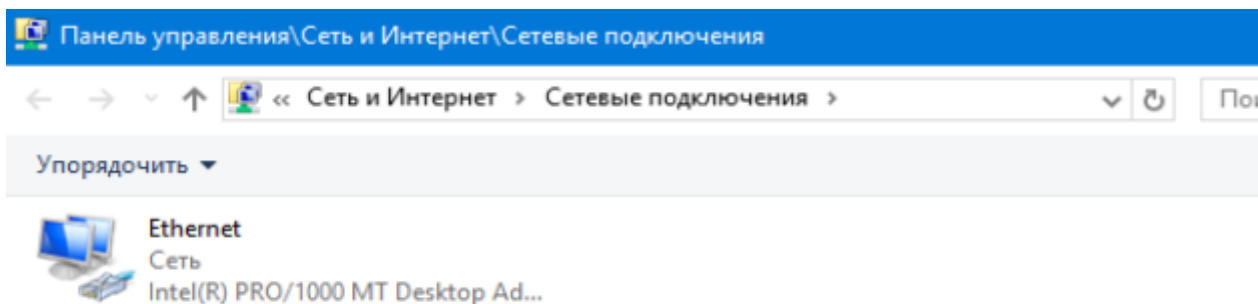 Панель управления\Сеть и Интернет\Сетевые подключения
« Сеть и Интернет > Сетевые подключения >
Упорядочить
Ethernet
Сеть
Intel(R) PRO/1000 MT Desktop Ad...